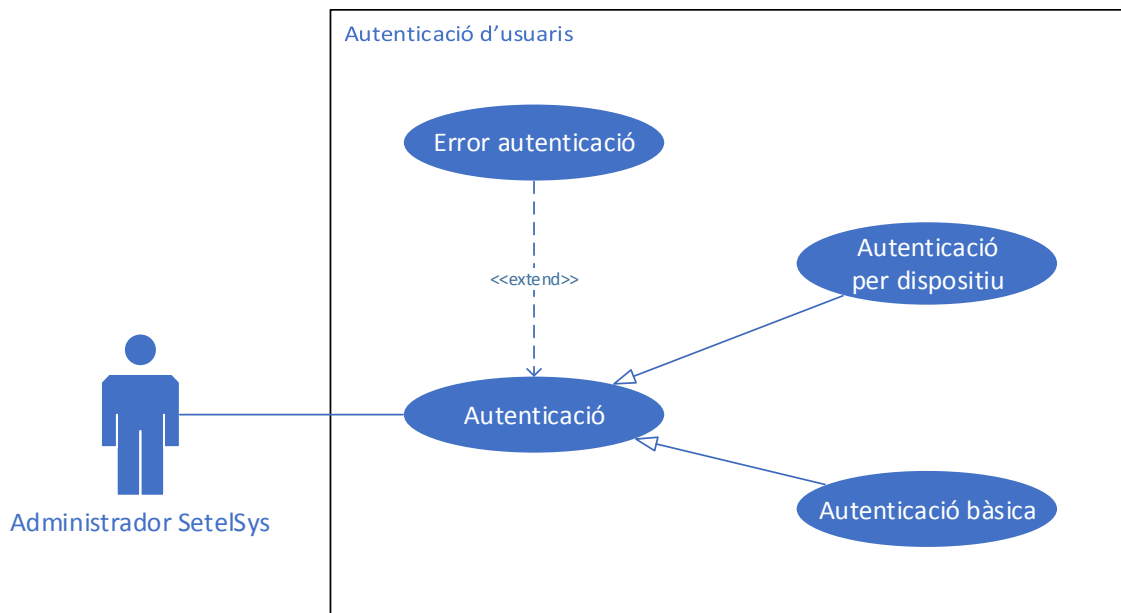 Autenticació d’usuaris
Error autenticació
Autenticació
per dispositiu
<<extend>>
Autenticació
Autenticació bàsica
Administrador SetelSys